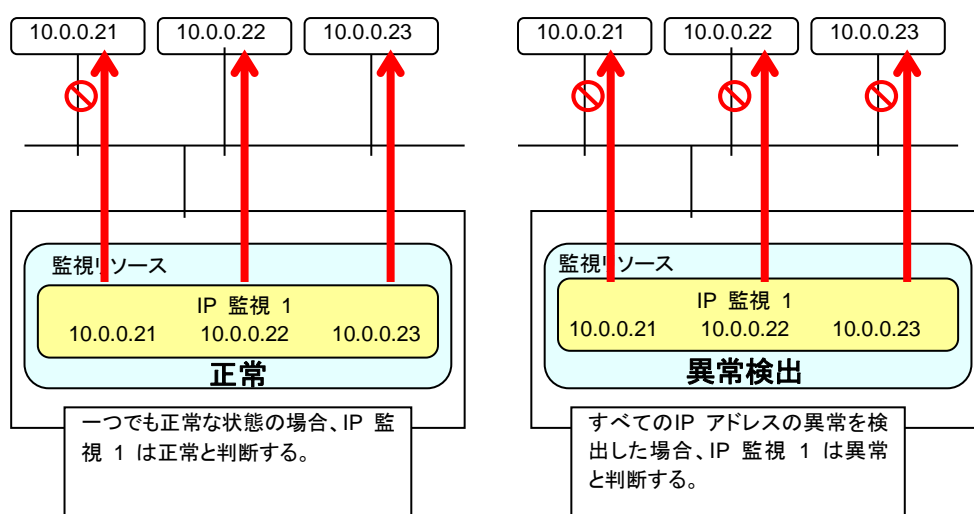 10.0.0.21 10.0.0.22 10.0.0.23
監視リソース
IP 監視 1
10.0.0.21 10.0.0.22 10.0.0.23
正常
一つでも正常な状態の場合、IP 監
視 1 は正常と判断する。
10.0.0.21 10.0.0.22 10.0.0.23
監視リソース
IP 監視 1
10.0.0.21 10.0.0.22 10.0.0.23
異常検出
すべてのIP アドレスの異常を検
出した場合、IP 監視 1 は異常
と判断する。